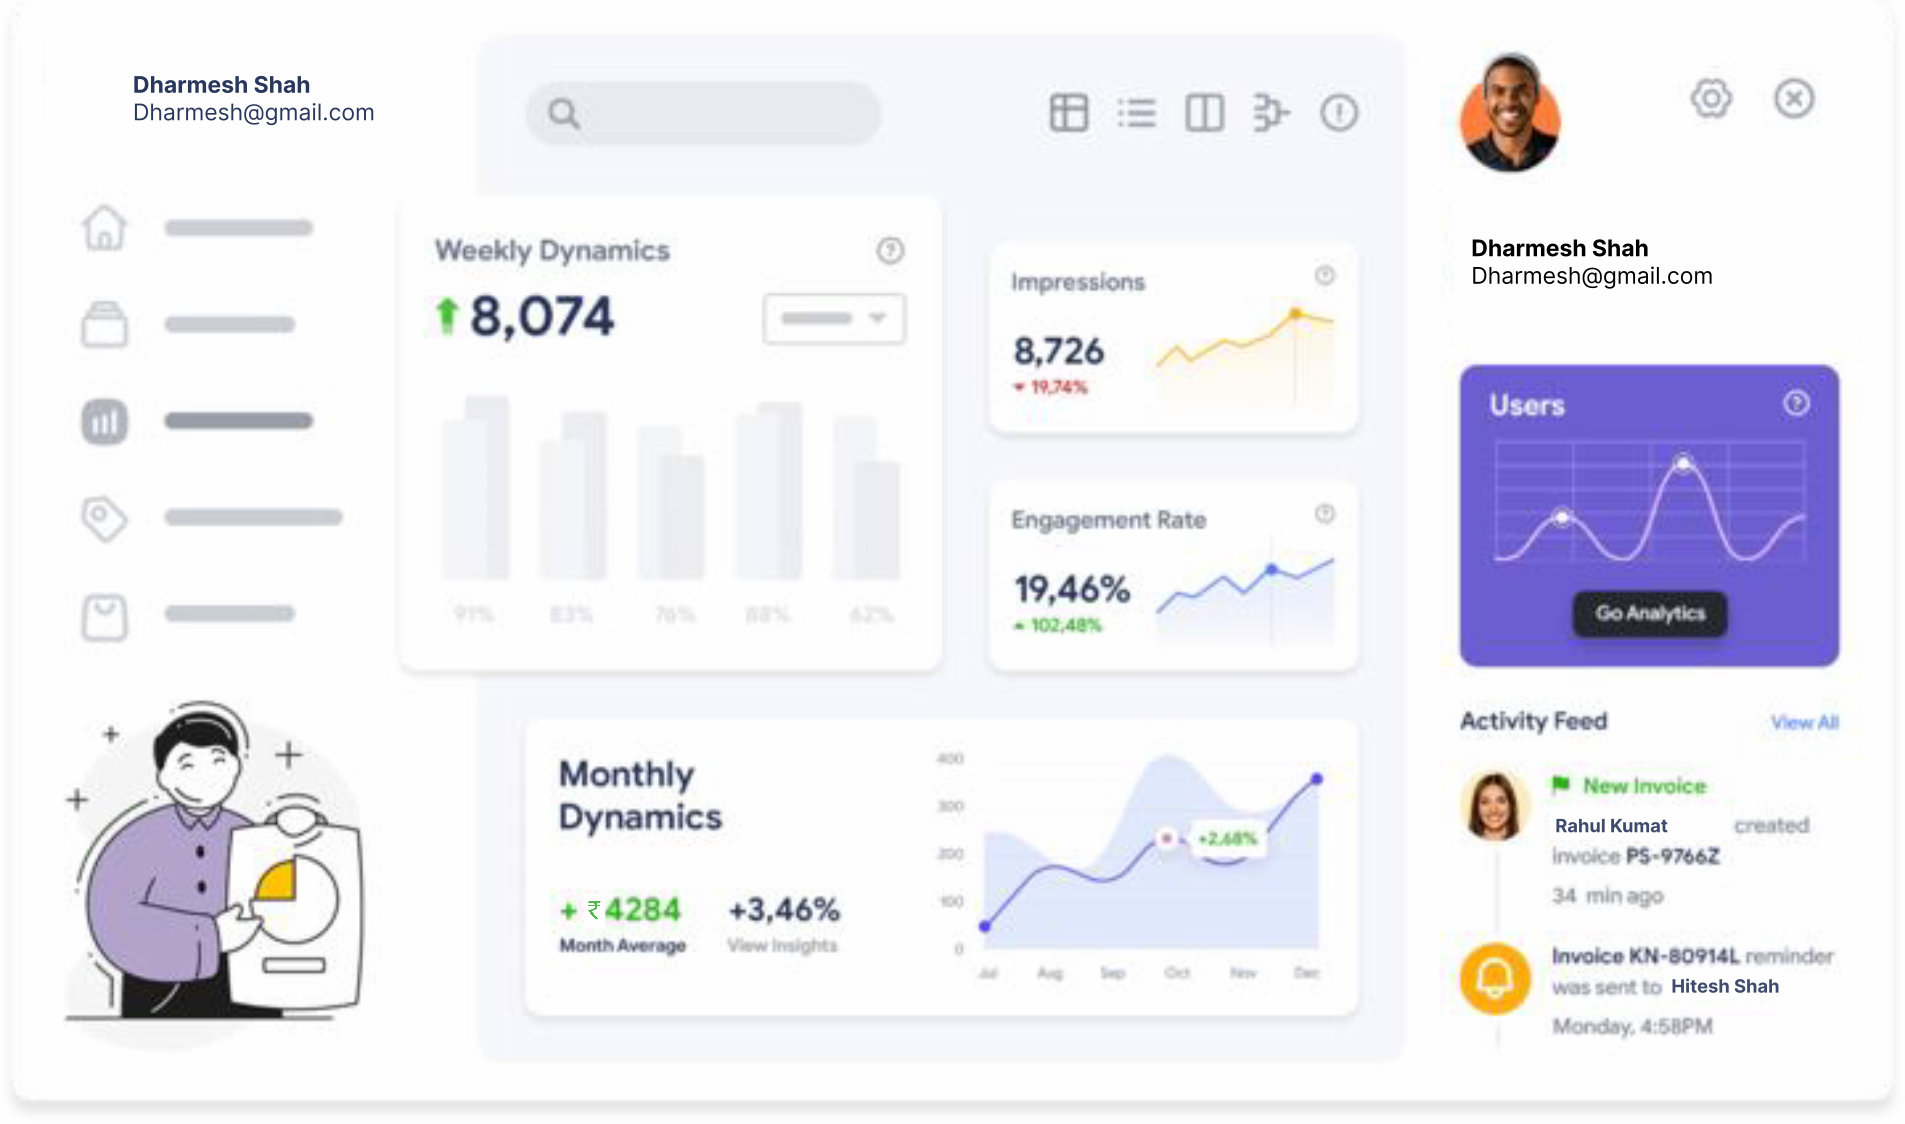 Dharmesh Shah
Dharmesh@gmail.com
Weekly Dynamics
8,074
91%
83%
76%
88%
62%
Impressions
8,726
19,74%
Engagement Rate
19,46%
102,48%
Monthly
Dynamics
+ ₹4284
Month Average
+3,46%
View Insights
400
300
200
100
0
+2,68%
Jul
Aug
Sep
Oct
Nov
Dec
Dharmesh Shah
Dharmesh@gmail.com
Users
Go Analytics
Activity Feed
View All
New Invoice
Rahul Kumat created
invoice PS-9766Z
34 min ago
Invoice KN-80914L reminder
was sent to Hitesh Shah
Monday, 4:58PM